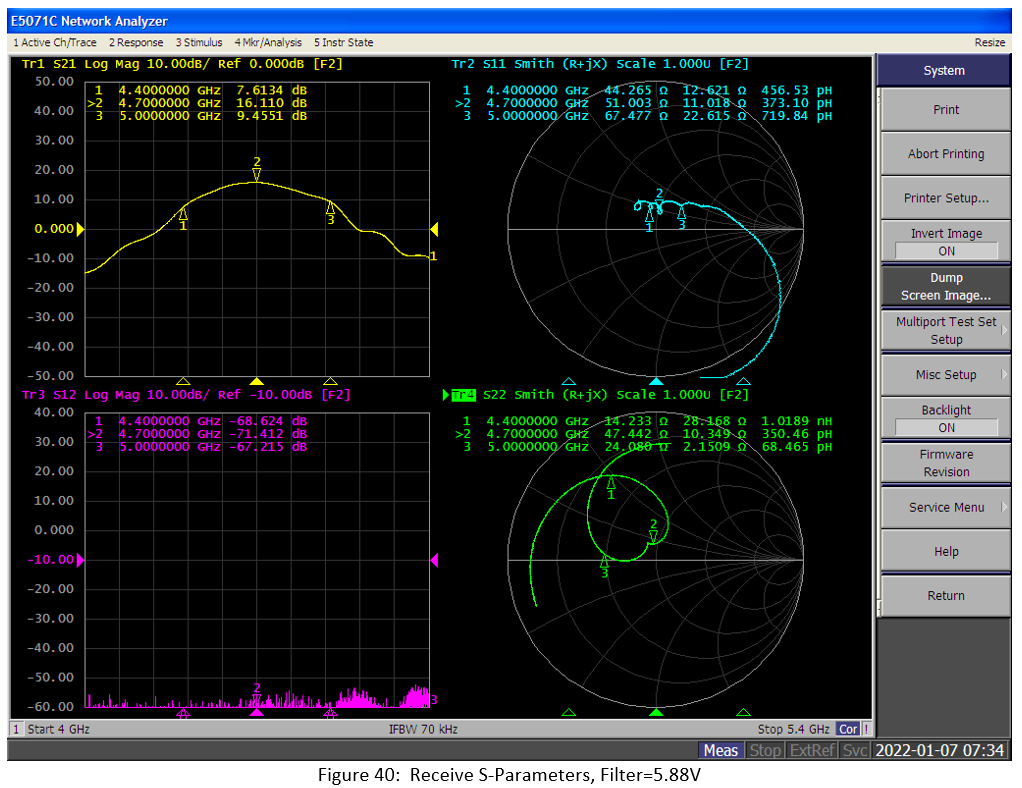 E5071C Network Analyzer
1 Active Ch/Trace 2 Response 3 Stimulus 4 Mkr/Analysis 5 Instr State
Resize
Tr1 S21 Log Mag 10.00dB/ Ref 0.000dB [F2]
50.00
40.00
30.00
20.00
10.00
0.000
-10.00
-20.00
-30.00
-40.00
-50.00
1 4.4000000 GHz 7.6134 dB
>2 4.7000000 GHz 16.110 dB
3 5.0000000 GHz 9.4551 dB
2
1
3
1
Tr2 S11 Smith (R+jX) Scale 1.000U [F2]
1 4.4000000 GHz 44.265 Ω 12.621 Ω 456.53 pH
>2 4.7000000 GHz 51.003 Ω 11.018 Ω 373.10 pH
3 5.0000000 GHz 67.477 Ω 22.615 Ω 719.84 pH
2
1
3
Tr3 S12 Log Mag 10.00dB/ Ref -10.00dB [F2]
40.00
30.00
20.00
10.00
0.000
-10.00
-20.00
-30.00
-40.00
-50.00
-60.00
1 4.4000000 GHz -68.624 dB
>2 4.7000000 GHz -71.412 dB
3 5.0000000 GHz -67.215 dB
2
3
Tr4 S22 Smith (R+jX) Scale 1.000U [F2]
1 4.4000000 GHz 14.233 Ω 28.168 Ω 1.0189 nH
>2 4.7000000 GHz 47.442 Ω 10.349 Ω 350.46 pH
3 5.0000000 GHz 24.080 Ω 2.1509 Ω 68.465 pH
1
2
3
1 Start 4 GHz
IFBW 70 kHz
Stop 5.4 GHz Cor !
System
Print
Abort Printing
Printer Setup...
Invert Image
ON
Dump
Screen Image...
Multiport Test Set
Setup
Misc Setup
Backlight
ON
Firmware
Revision
Service Menu
Help
Return
Meas Stop ExtRef Svc 2022-01-07 07:34
Figure 40: Receive S-Parameters, Filter=5.88V